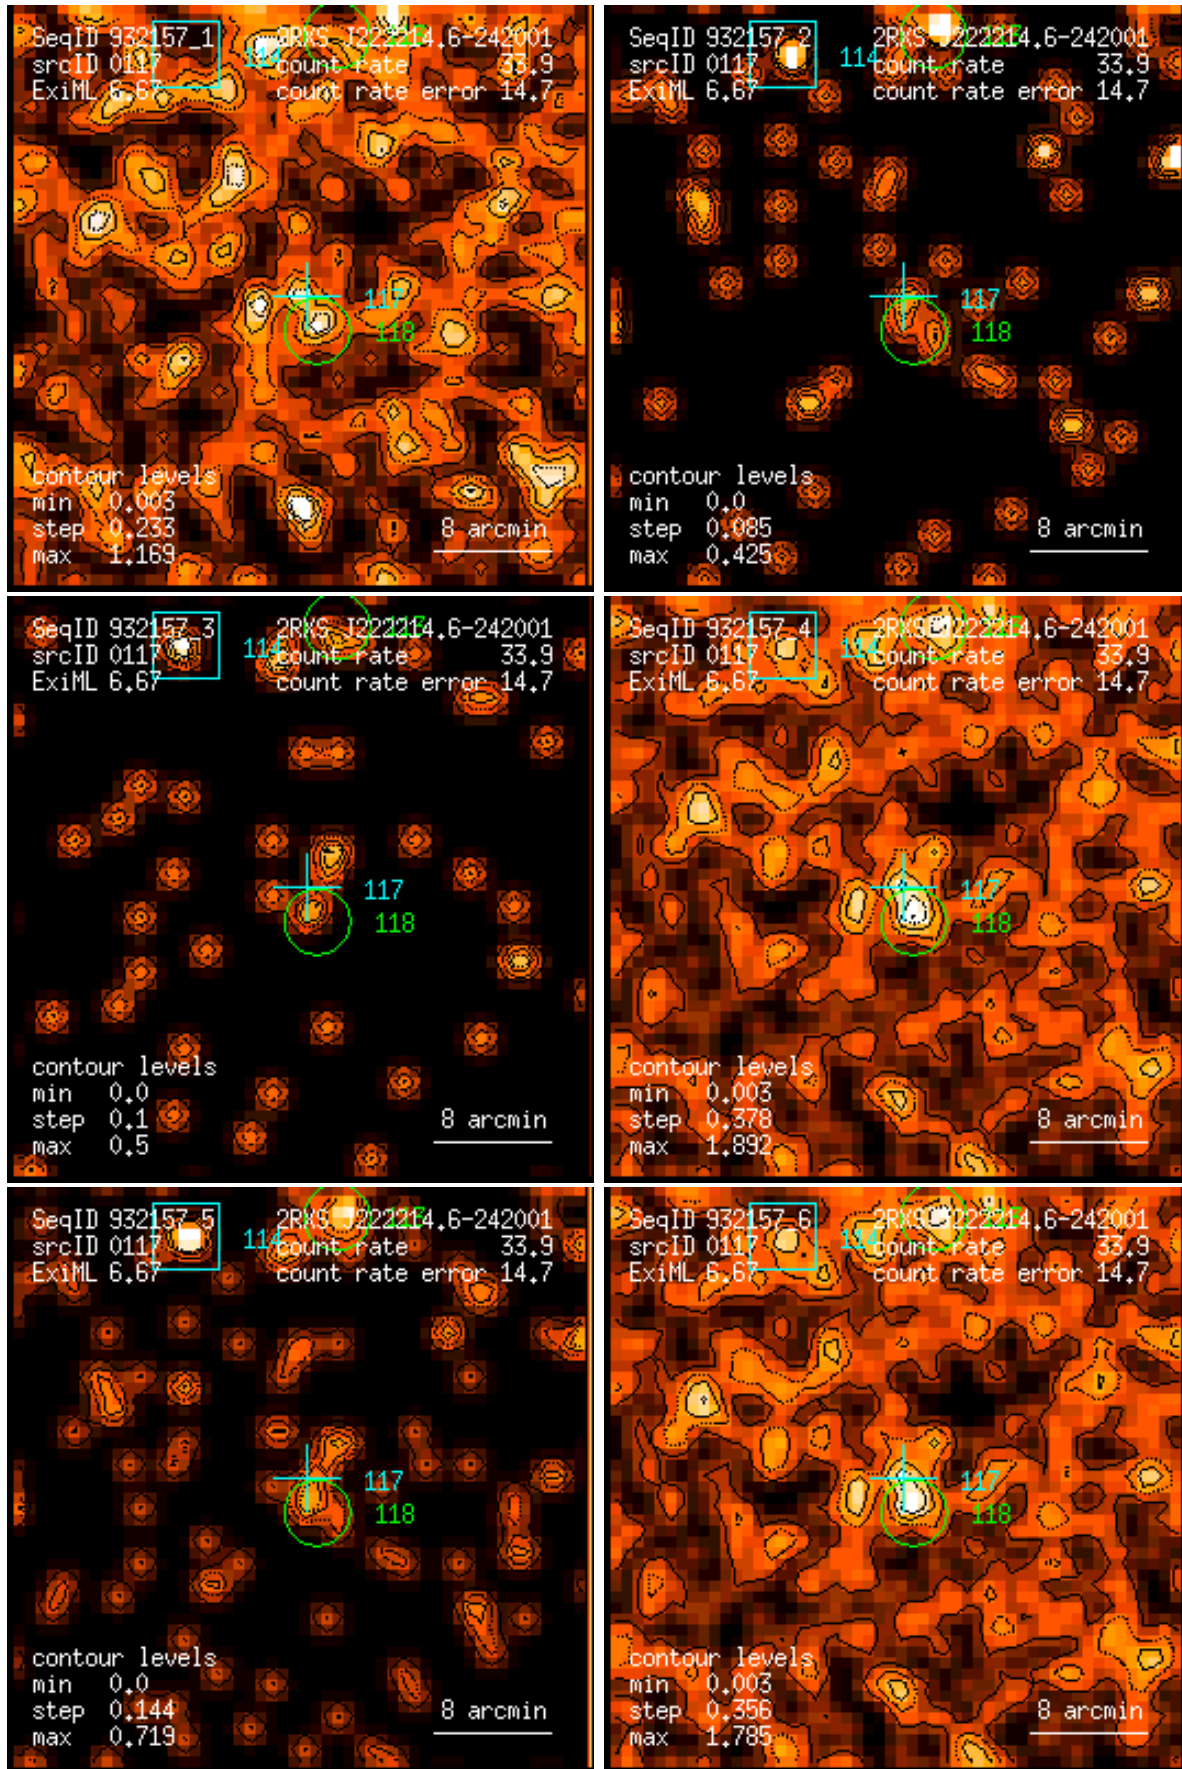 SeqID 932157_1 2RXS J222214.6-242001
srcID 0117 114 count rate 33.9
ExiML 6.67 count rate error 14.7
117
118
contour levels
min 0.003
step 0.233 8 arcmin
max 1.169
SeqID 932157_2 2RXS J222214.6-242001
srcID 0117 114 count rate 33.9
ExiML 6.67 count rate error 14.7
117
118
contour levels
min 0.0
step 0.085 8 arcmin
max 0.425
SeqID 932157_3 2RXS J222214.6-242001
srcID 0117 114 count rate 33.9
ExiML 6.67 count rate error 14.7
117
118
contour levels
min 0.0
step 0.1 8 arcmin
max 0.5
SeqID 932157_4 2RXS J222214.6-242001
srcID 0117 114 count rate 33.9
ExiML 6.67 count rate error 14.7
117
118
contour levels
min 0.003
step 0.378 8 arcmin
max 1.892
SeqID 932157_5 2RXS J222214.6-242001
srcID 0117 114 count rate 33.9
ExiML 6.67 count rate error 14.7
117
118
contour levels
min 0.0
step 0.144 8 arcmin
max 0.719
SeqID 932157_6 2RXS J222214.6-242001
srcID 0117 114 count rate 33.9
ExiML 6.67 count rate error 14.7
117
118
contour levels
min 0.003
step 0.356 8 arcmin
max 1.785